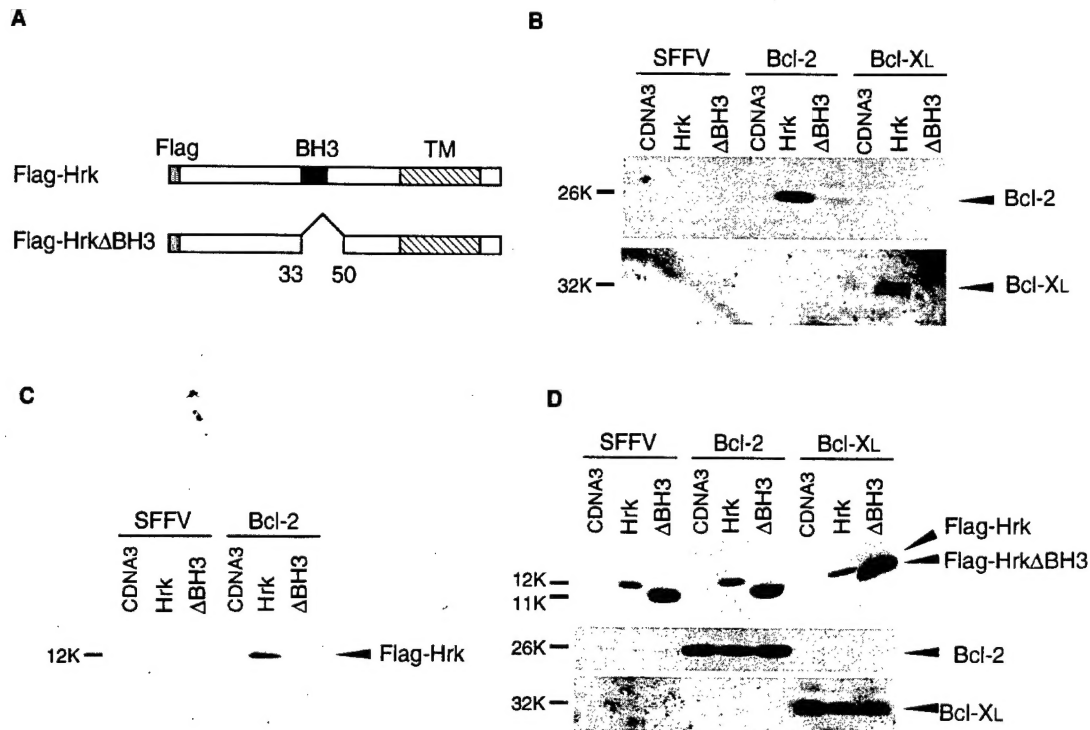 A
Flag BH3 TM
Flag-Hrk
Flag-HrkΔBH3
33 50
B
SFFV Bcl-2 Bcl-XL
CDNA3 Hrk ΔBH3 CDNA3 Hrk ΔBH3 CDNA3 Hrk ΔBH3
26K Bcl-2
32K Bcl-XL
C
SFFV Bcl-2
CDNA3 Hrk ΔBH3 CDNA3 Hrk ΔBH3
12K Flag-Hrk
D
SFFV Bcl-2 Bcl-XL
CDNA3 Hrk ΔBH3 CDNA3 Hrk ΔBH3 CDNA3 Hrk ΔBH3
Flag-Hrk
Flag-HrkΔBH3
12K
11K
26K Bcl-2
32K Bcl-XL